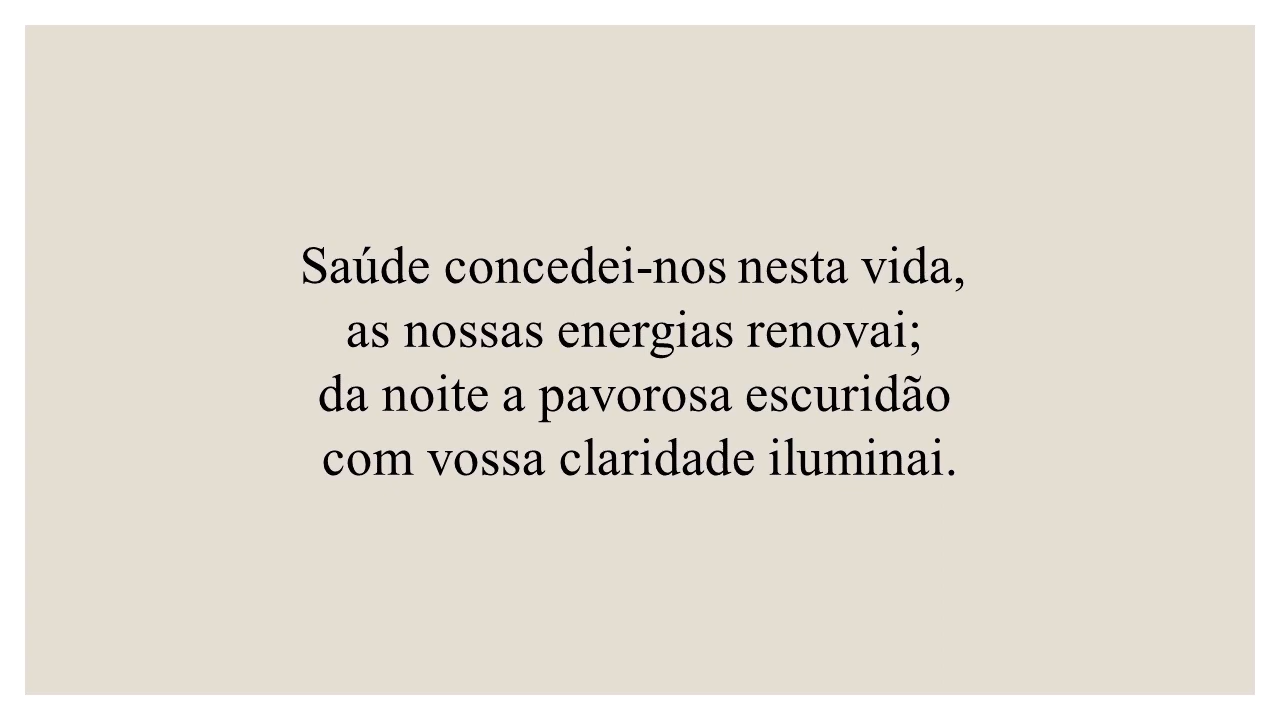 Saúde concedei-nos nesta vida,
as nossas energias renovai;
da noite a pavorosa escuridão
com vossa claridade iluminai.